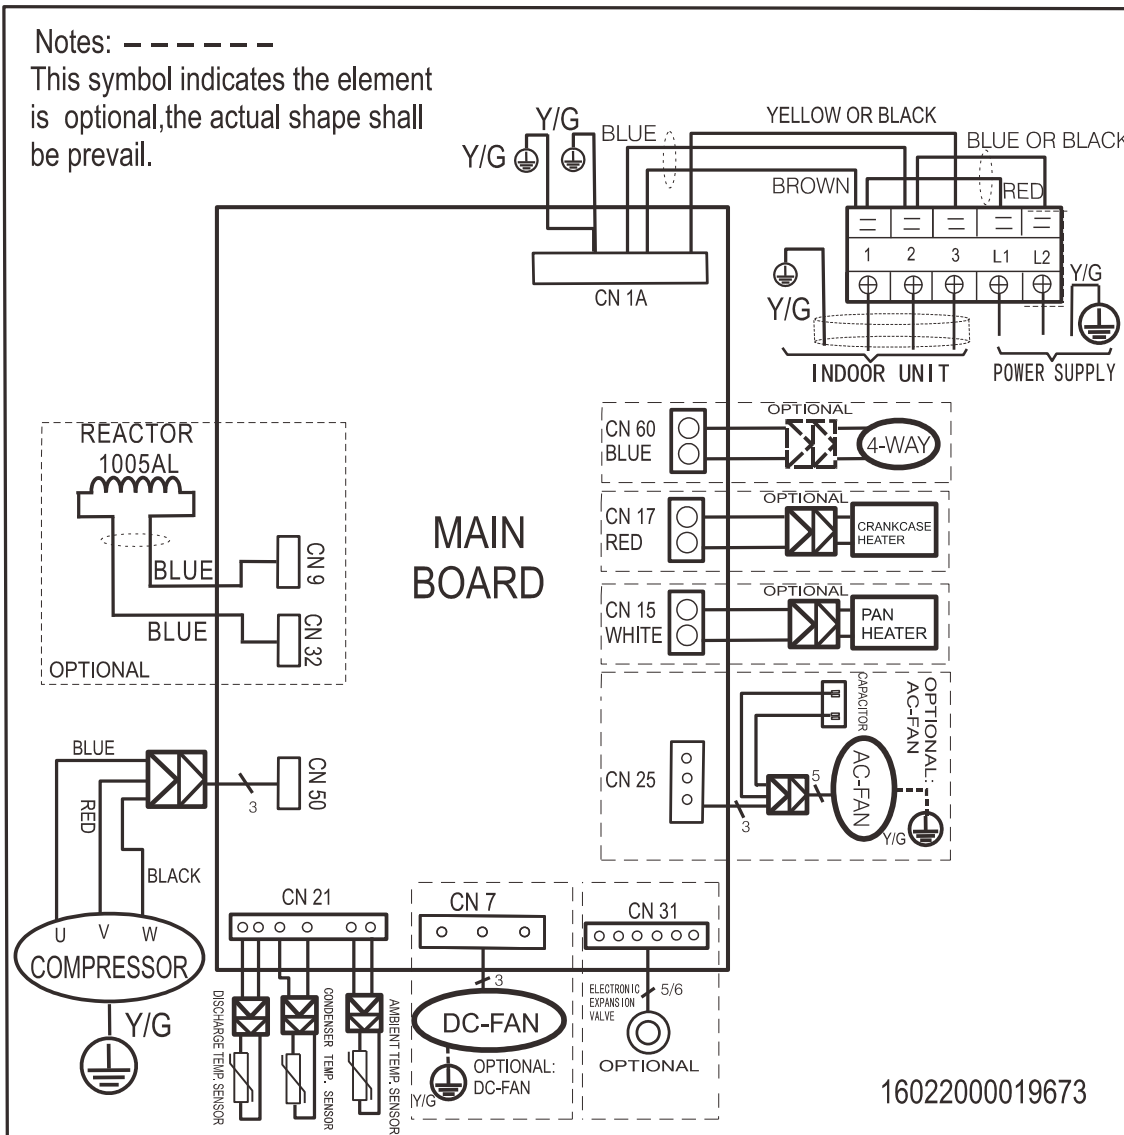 Notes:
This symbol indicates the element
is optional,the actual shape shall
be prevail.
Y/G
Y/G
BLUE
YELLOW OR BLACK
BLUE OR BLACK
BROWN
RED
1 2 3 L1 L2
CN 1A
Y/G
Y/G
INDOOR UNIT
POWER SUPPLY
REACTOR
1005AL
BLUE
CN 9
BLUE
CN 32
OPTIONAL
MAIN
BOARD
OPTIONAL
CN 60
BLUE
4-WAY
OPTIONAL
CN 17
RED
CRANKCASE
HEATER
OPTIONAL
CN 15
WHITE
PAN
HEATER
CAPACITOR
OPTIONAL:
AC-FAN
CN 25
3
5
AC-FAN
Y/G
BLUE
RED
BLACK
3
CN 50
U V W
COMPRESSOR
Y/G
CN 21
DISCHARGE TEMP. SENSOR
CONDENSER TEMP. SENSOR
AMBIENT TEMP. SENSOR
CN 7
3
DC-FAN
OPTIONAL:
DC-FAN
Y/G
CN 31
ELECTRONIC
EXPANSION
VALVE
5/6
OPTIONAL
16022000019673